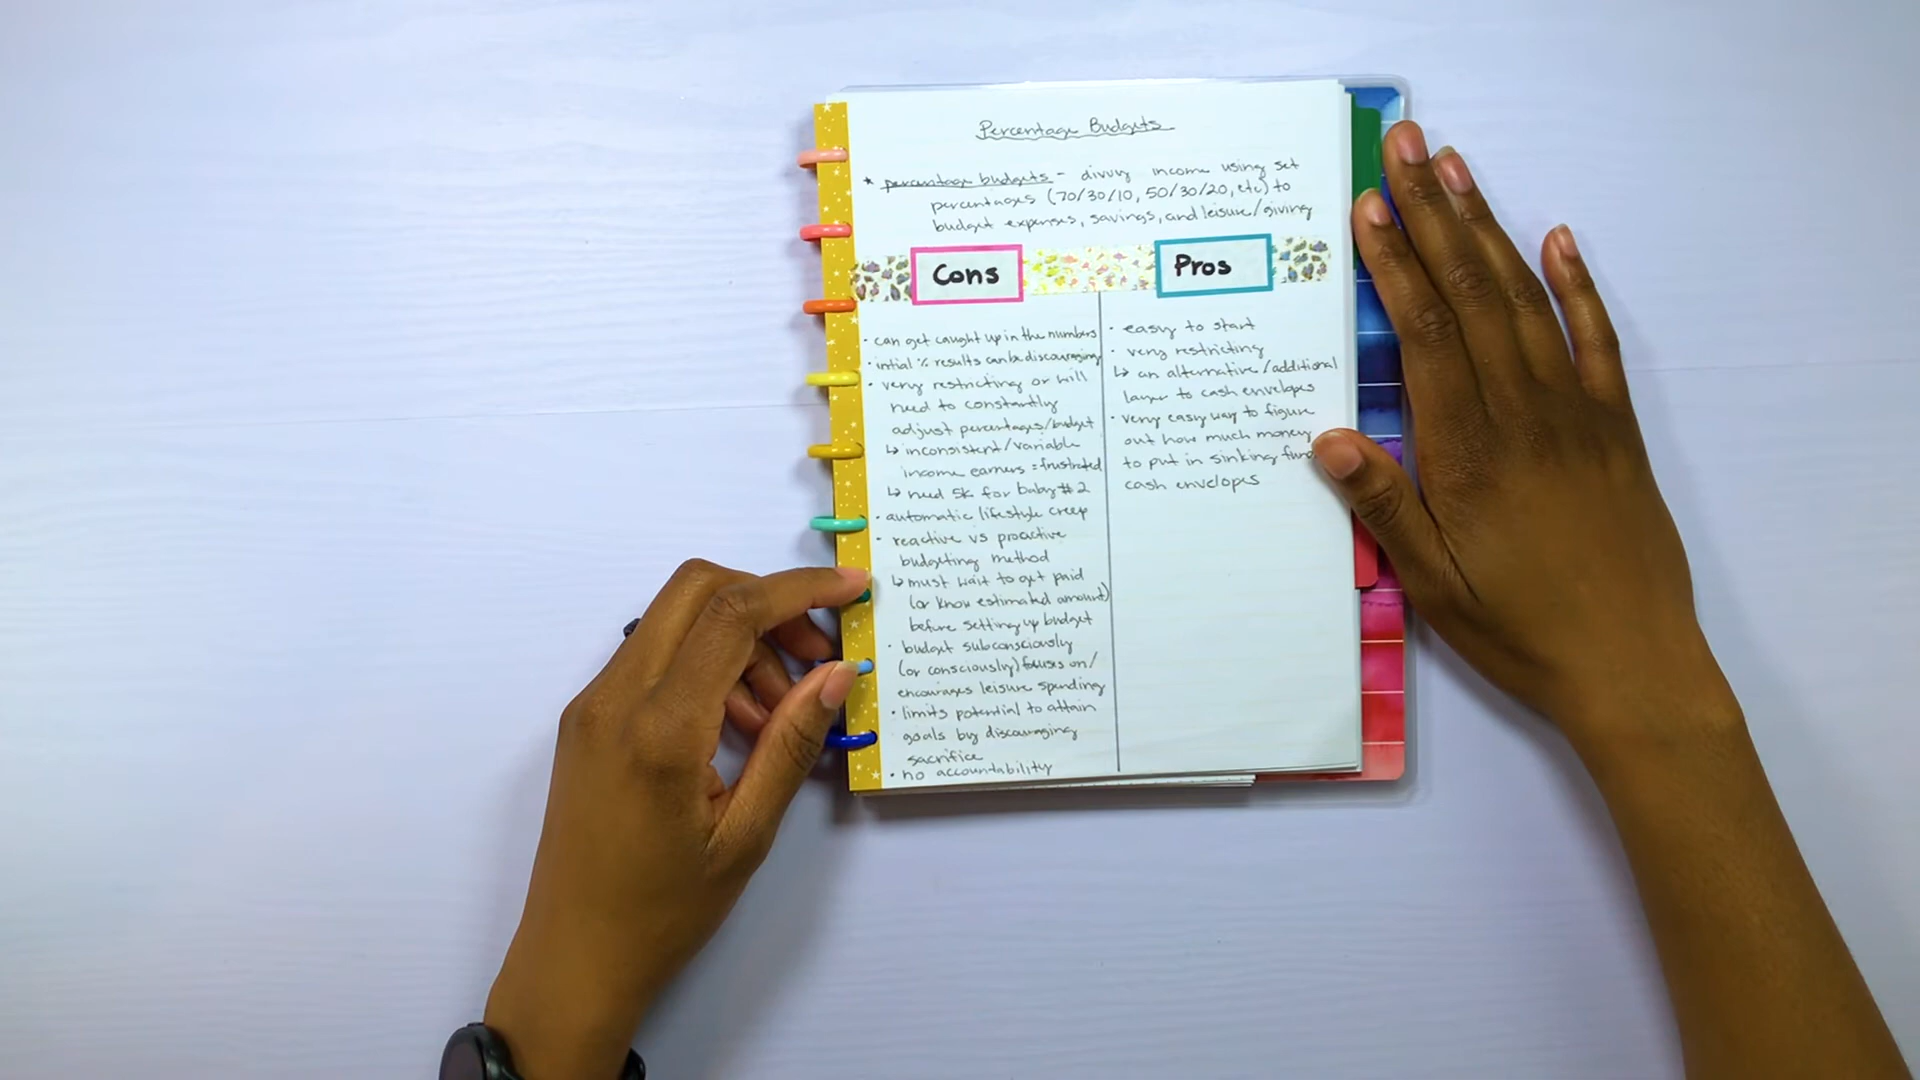 Percentage Budgets
* percentage budgets - divvy income using set
percentages (70/30/10, 50/30/20, etc) to
budget expenses, savings, and leisure/giving
Cons
· can get caught up in the numbers
· intial % results can be discouraging
· very restricting or will
need to constantly
adjust percentages/budget
↳ inconsistent/variable
income earners = frustrated
↳ need 5k for baby #2
· automatic lifestyle creep
· reactive vs proactive
budgeting method
↳ must wait to get paid
(or know estimated amount)
before setting up budget
· budget subconsciously
(or consciously) focuses on/
encourages leisure spending
· limits potential to attain
goals by discouraging
sacrifice
· no accountability
Pros
· easy to start
· very restricting
↳ an alternative/additional
layer to cash envelopes
· very easy way to figure
out how much money
to put in sinking
cash envelopes